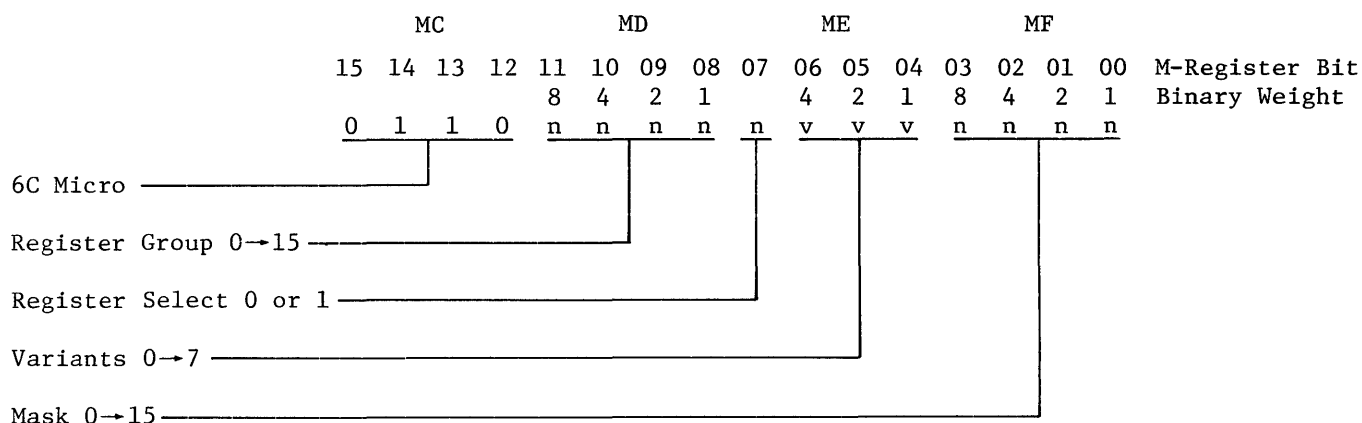 MC MD ME MF
15 14 13 12 11 10 09 08 07 06 05 04 03 02 01 00 M-Register Bit
8 4 2 1 4 2 1 8 4 2 1 Binary Weight
0 1 1 0 n n n n n v v v n n n n
6C Micro
Register Group 0→15
Register Select 0 or 1
Variants 0→7
Mask 0→15